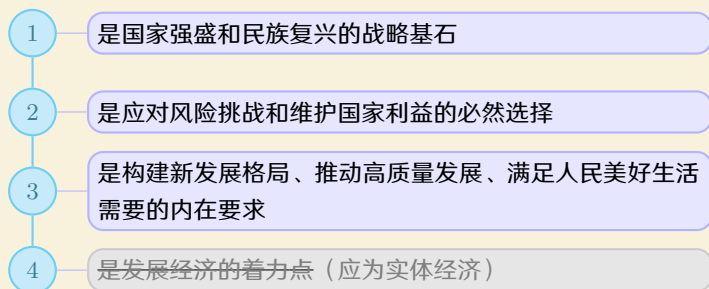 1 是国家强盛和民族复兴的战略基石
2 是应对风险挑战和维护国家利益的必然选择
3 是构建新发展格局、推动高质量发展、满足人民美好生活
需要的内在要求
4 是发展经济的着力点（应为实体经济）